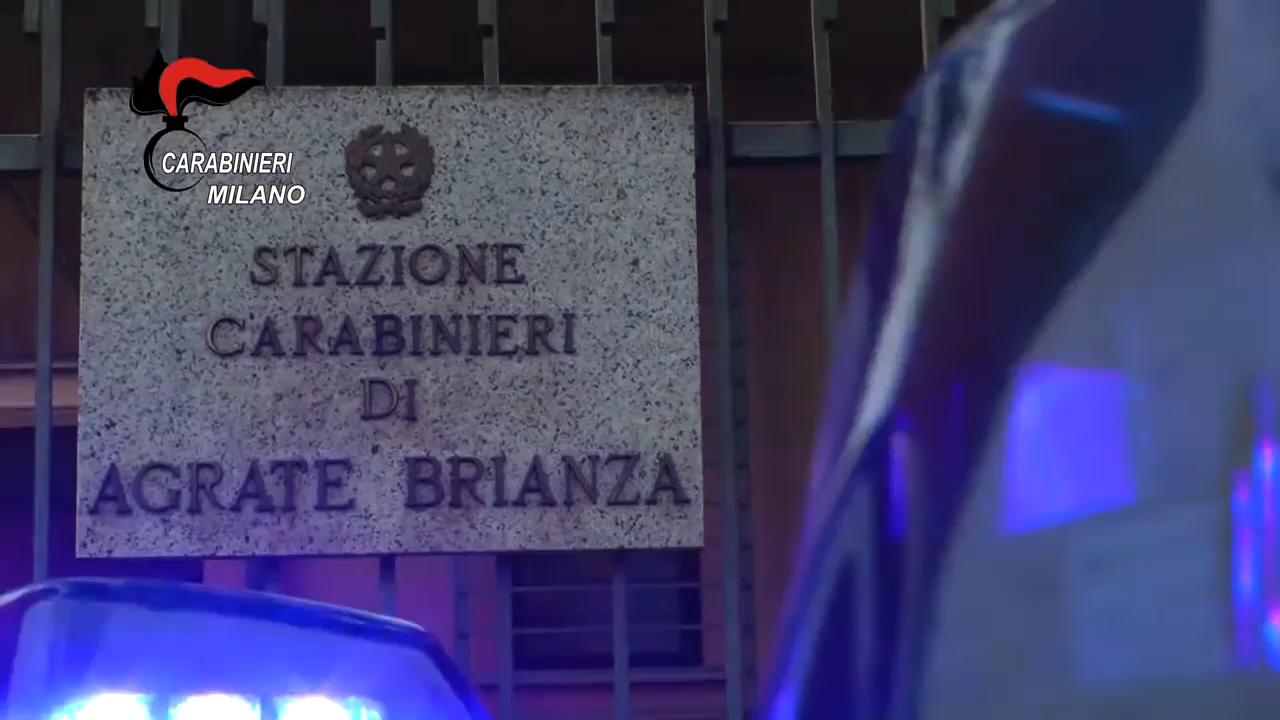 CARABINIERI
MILANO
STAZIONE
CARABINIERI
DI
AGRATE BRIANZA